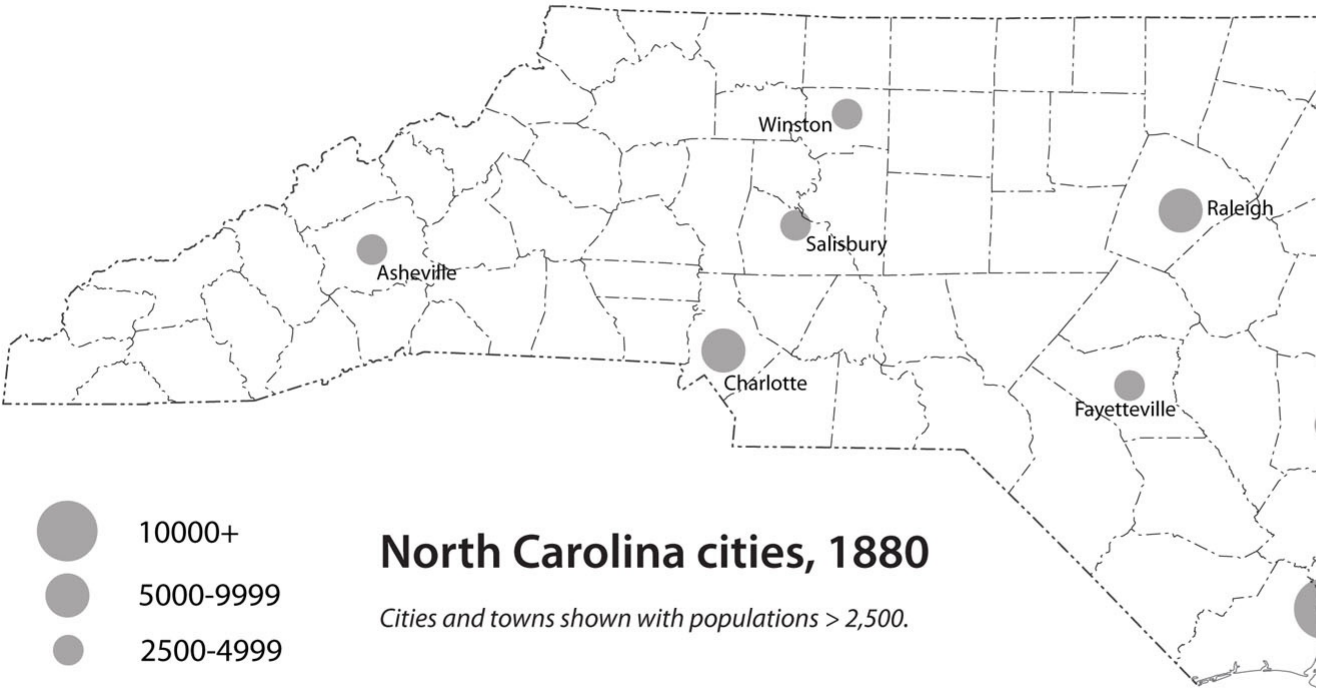 Winston
Raleigh
Salisbury
Asheville
Charlotte
Fayetteville
10000+
North Carolina cities, 1880
5000-9999
Cities and towns shown with populations > 2,500.
2500-4999